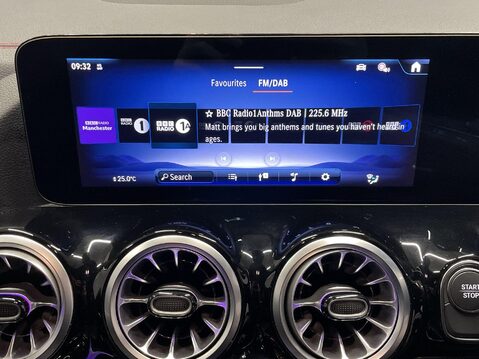 09:32
Favourites FM/DAB
☆ BBC Radio1Anthms DAB | 225.6 MHz
Matt brings you big anthems and tunes you haven't heard in
ages.
BBC RADIO
Manchester
BBC RADIO 1
BBC RADIO 1
25.0°C
Search
START
STOP